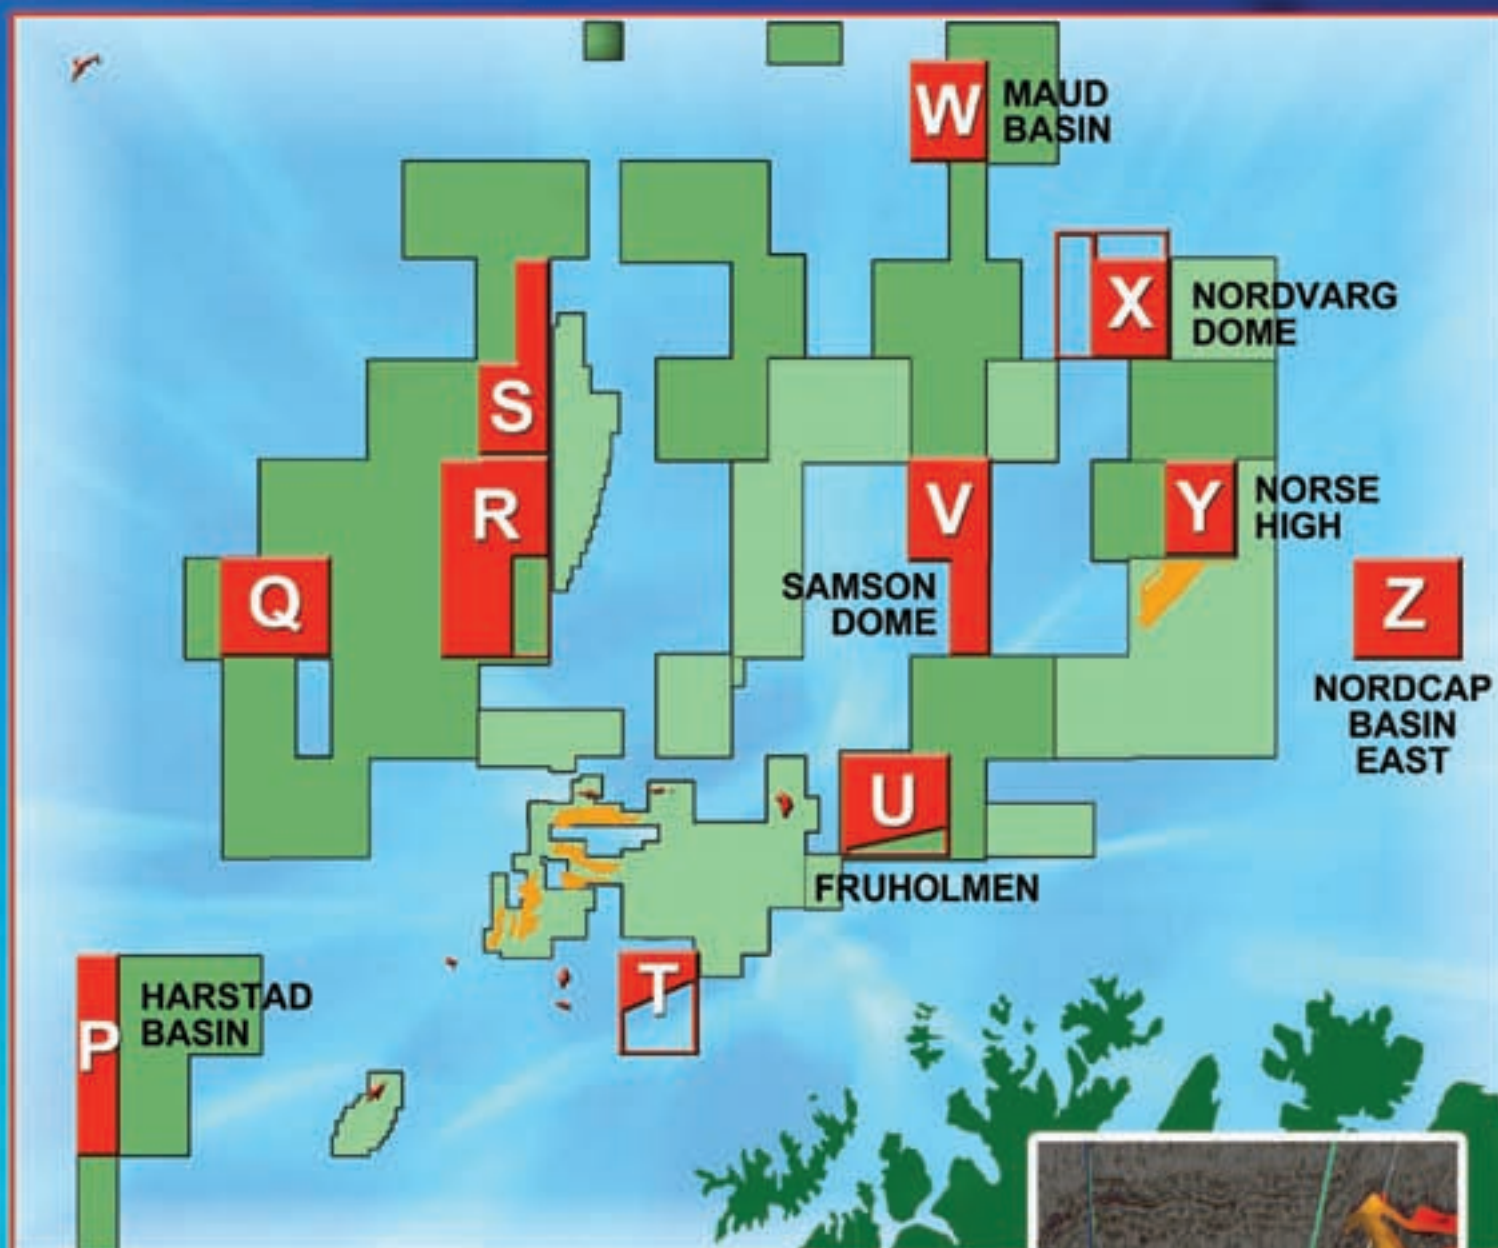 W
MAUD
BASIN
X
NORDVARG
DOME
S
R
V
Y
NORSE
HIGH
Q
SAMSON
DOME
Z
NORDCAP
BASIN
EAST
U
FRUHOLMEN
T
P
HARSTAD
BASIN